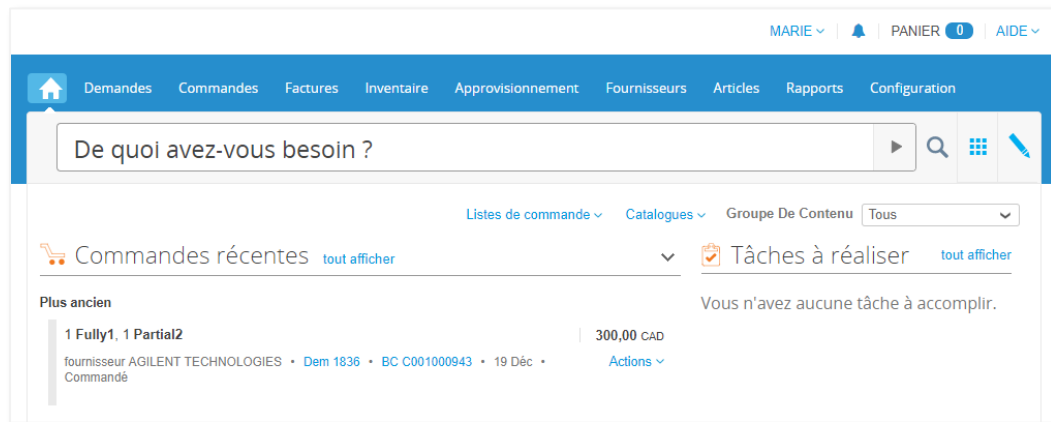 MARIE PANIER 0 AIDE
Demandes Commandes Factures Inventaire Approvisionnement Fournisseurs Articles Rapports Configuration
De quoi avez-vous besoin ?
Listes de commande Catalogues Groupe De Contenu Tous
Commandes récentes tout afficher
Tâches à réaliser tout afficher
Plus ancien
Vous n'avez aucune tâche à accomplir.
1 Fully1, 1 Partial2 300,00 CAD
fournisseur AGILENT TECHNOLOGIES • Dem 1836 • BC C001000943 • 19 Déc • Actions
Commandé